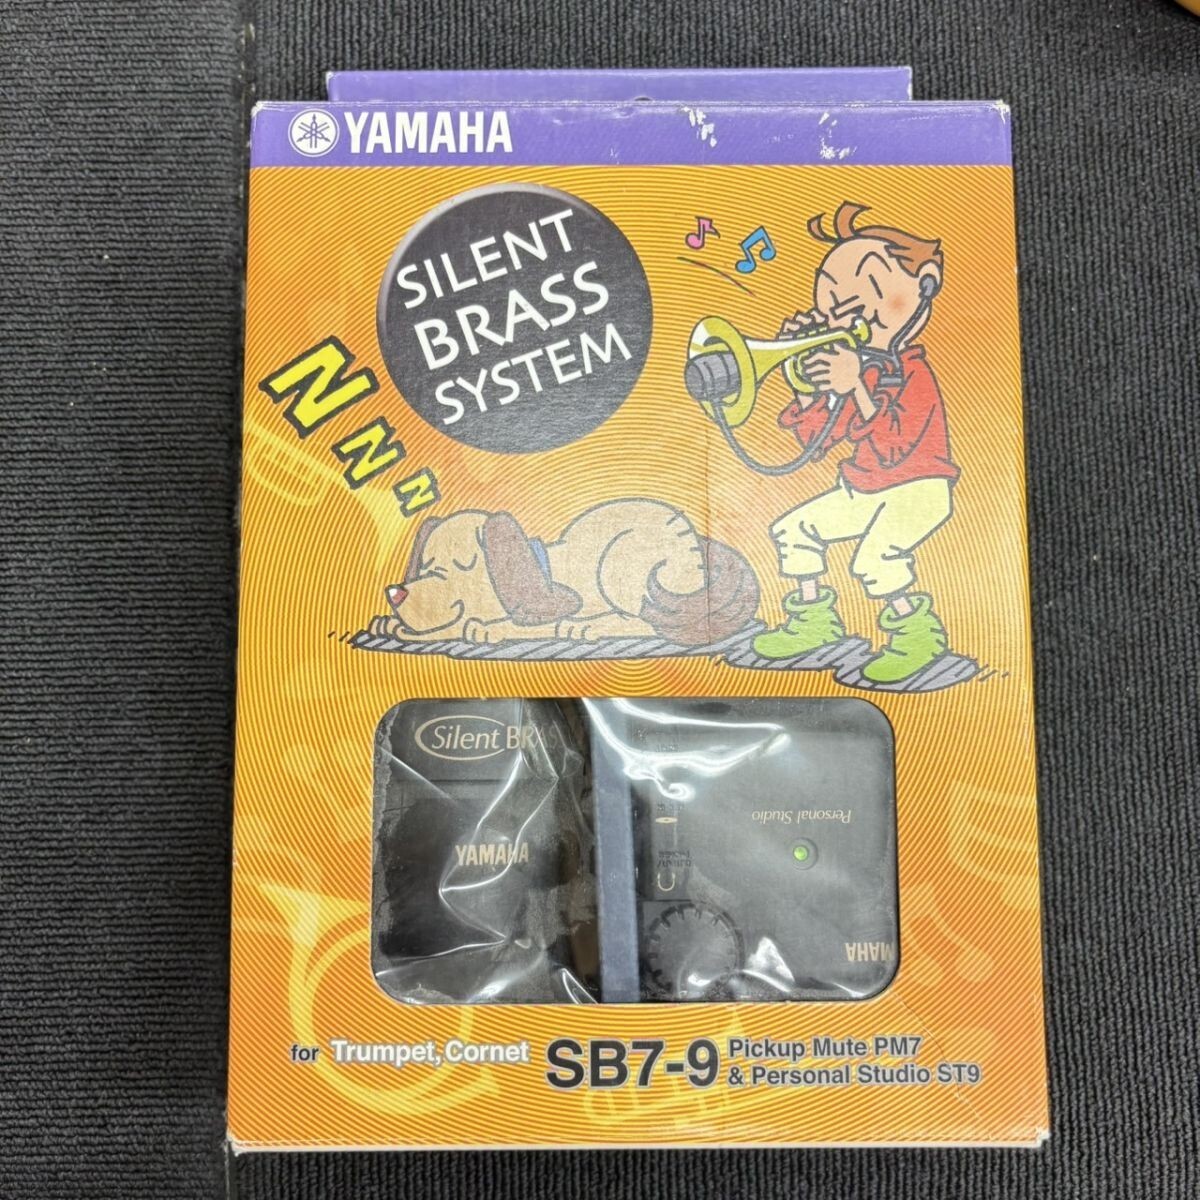 YAMAHA
SILENT
BRASS
SYSTEM
N
N
N
Silent BRAS
YAMAHA
Personal Studio
MAHA
for Trumpet, Cornet
SB7-9
Pickup Mute PM7
& Personal Studio ST9